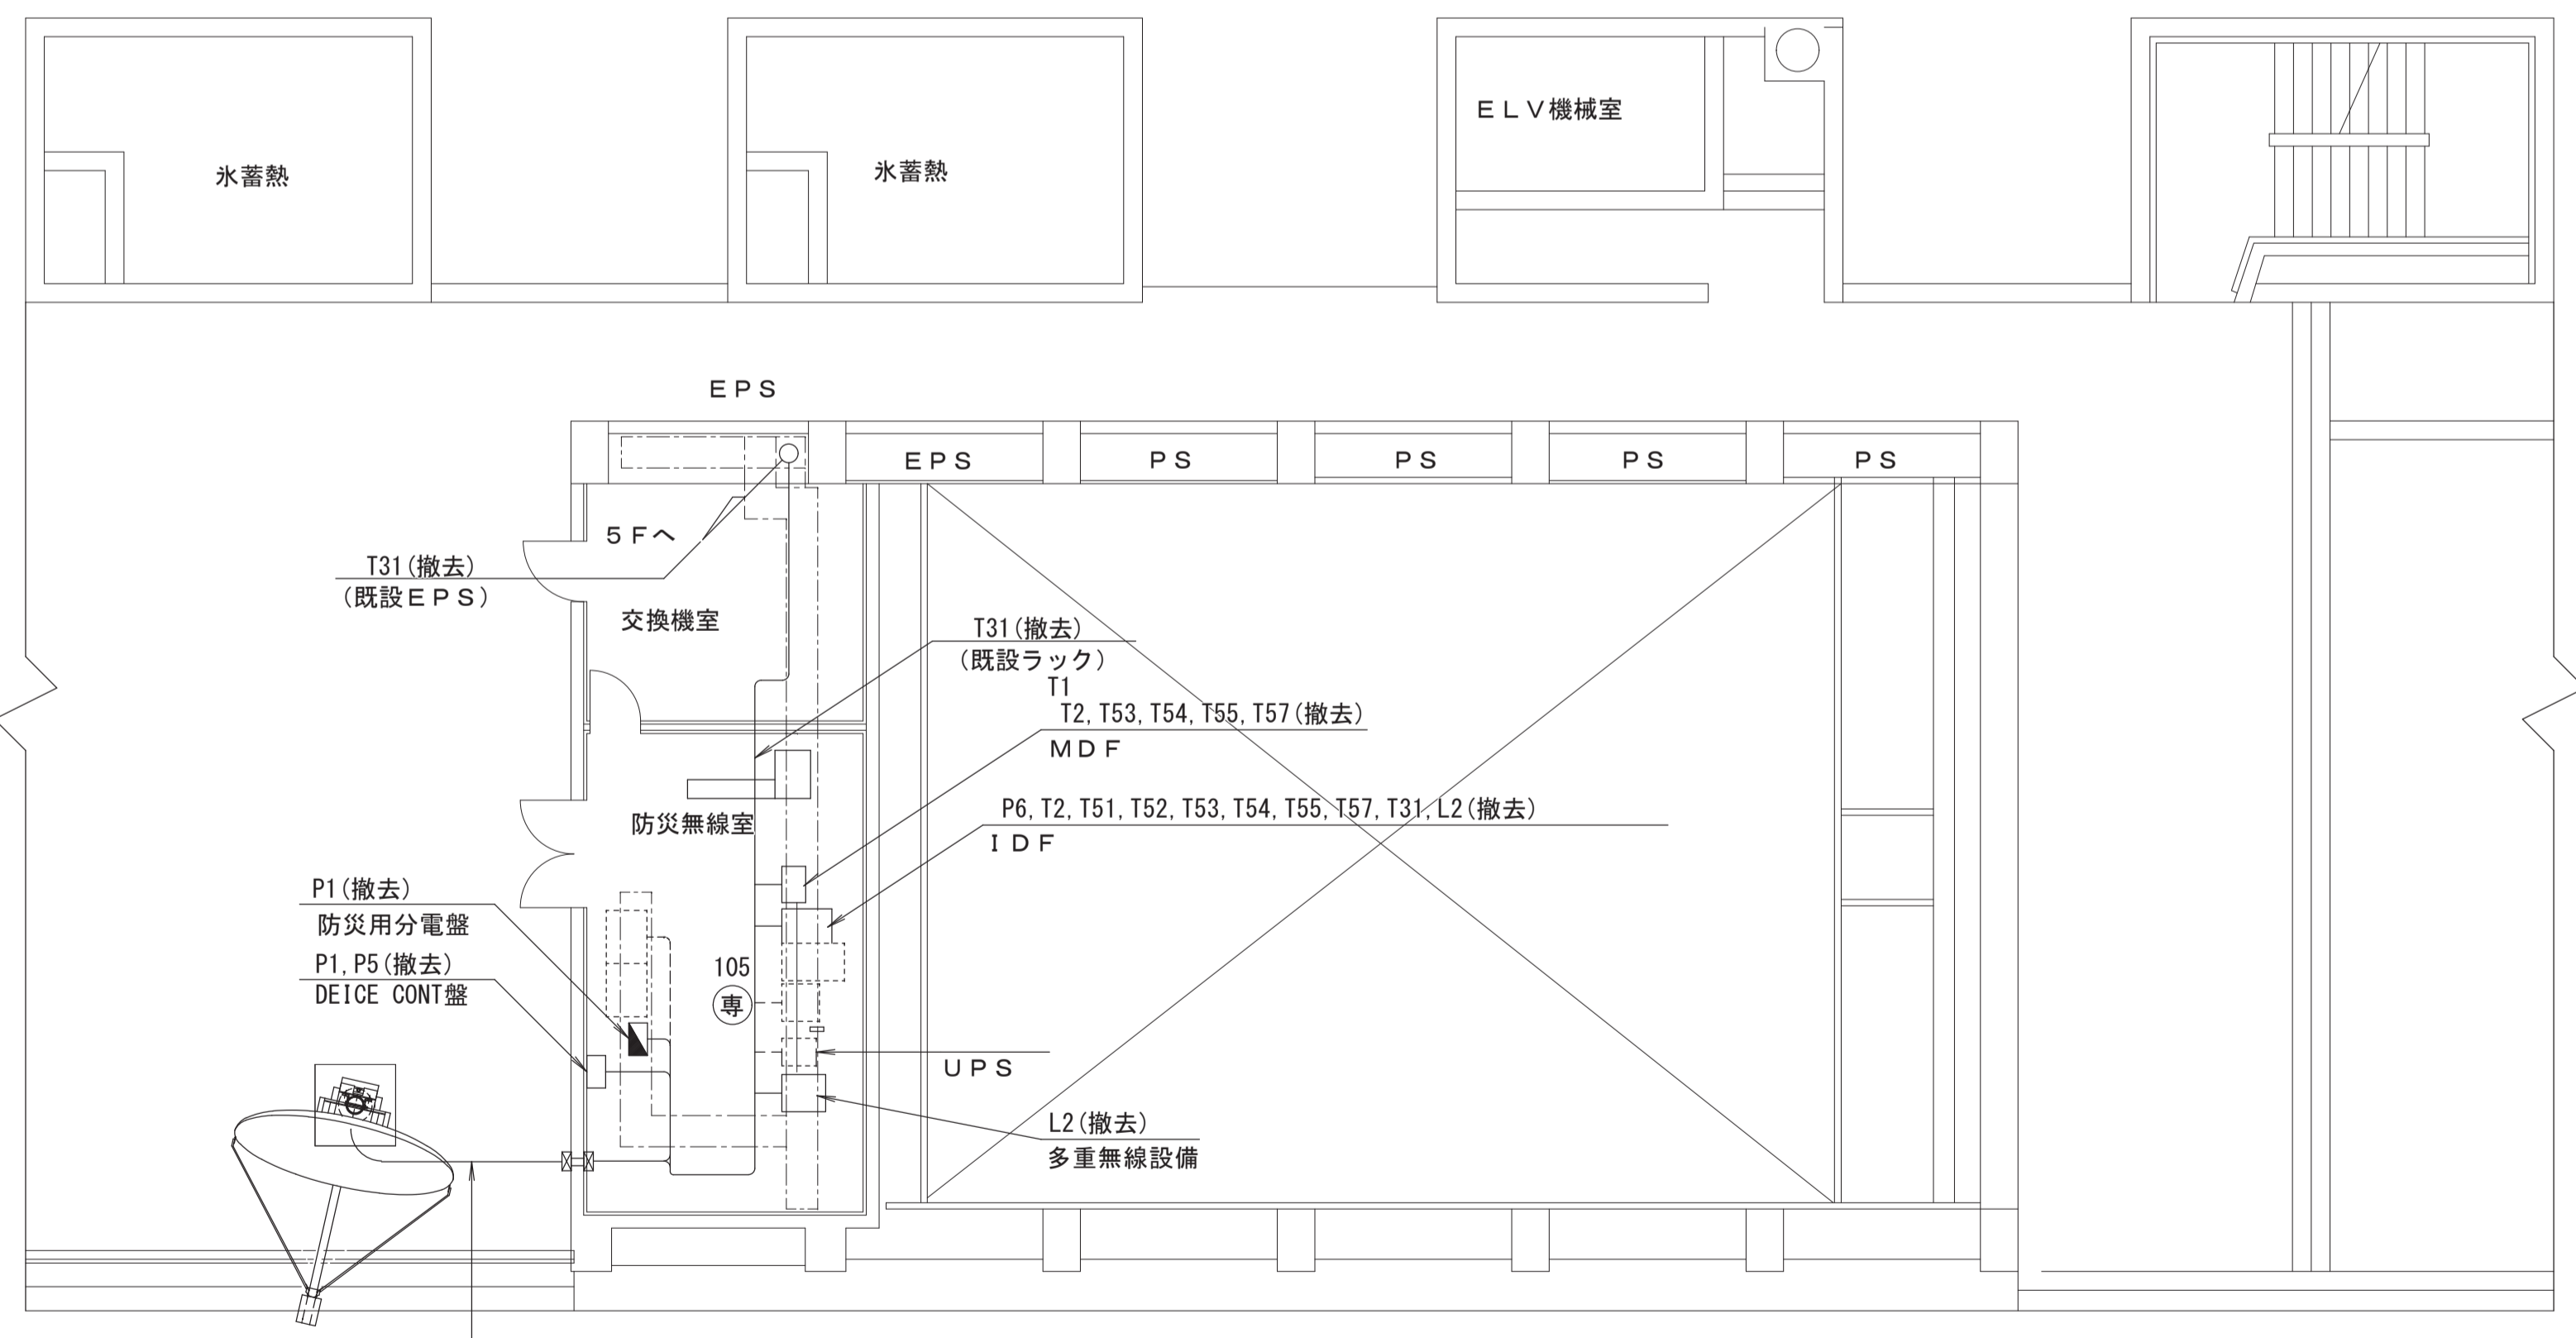 ＥＬＶ機械室
氷蓄熱
氷蓄熱
ＥＰＳ
ＥＰＳ
ＰＳ
ＰＳ
ＰＳ
ＰＳ
５Ｆへ
T31(撤去)
(既設ＥＰＳ)
交換機室
T31(撤去)
(既設ラック)
T1
T2, T53, T54, T55, T57(撤去)
ＭＤＦ
防災無線室
P6, T2, T51, T52, T53, T54, T55, T57, T31, L2(撤去)
ＩＤＦ
P1(撤去)
防災用分電盤
P1, P5(撤去)
DEICE CONT盤
105
専
ＵＰＳ
L2(撤去)
多重無線設備